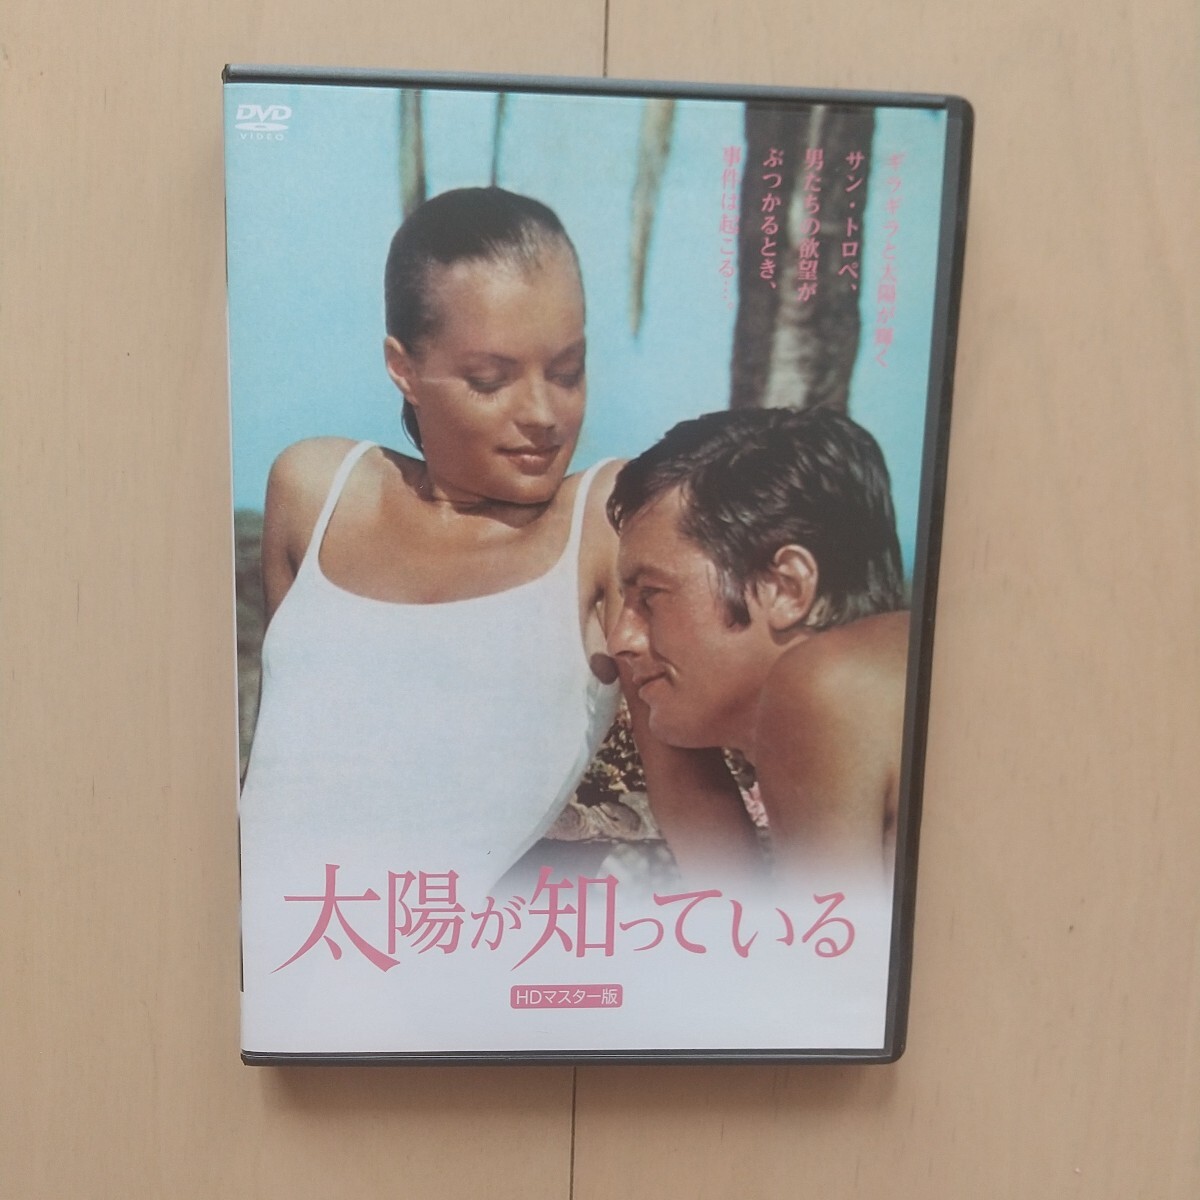 DVD
VIDEO
ギラギラと太陽が輝く
サン・トロペ、
男たちの欲望が
ぶつかるとき、
事件は起こる…。
太陽が知っている
HDマスター版